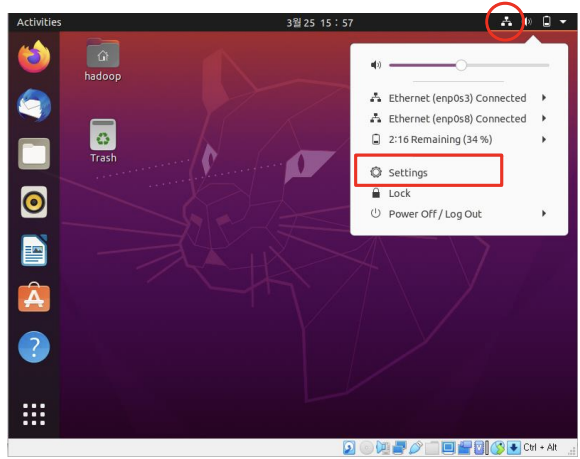 Activities
3월 25 15 : 57
hadoop
Trash
Ethernet (enp0s3) Connected
Ethernet (enp0s8) Connected
2:16 Remaining (34 %)
Settings
Lock
Power Off / Log Out
Ctrl + Alt